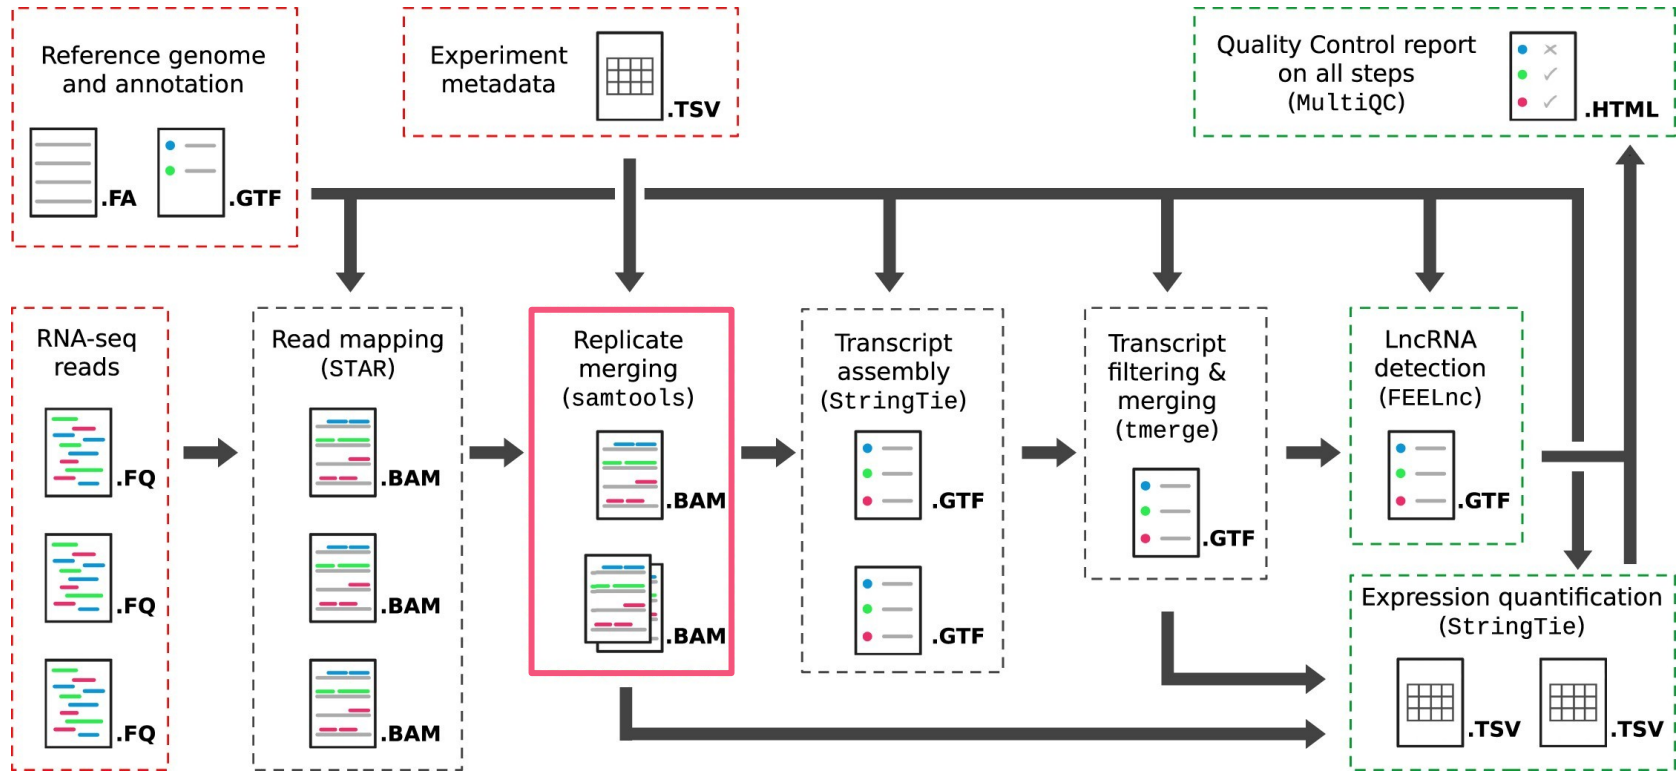 Reference genome
and annotation
.FA
.GTF
Experiment
metadata
.TSV
Quality Control report
on all steps
(MultiQC)
.HTML
RNA-seq
reads
.FQ
.FQ
.FQ
Read mapping
(STAR)
.BAM
.BAM
.BAM
Replicate
merging
(samtools)
.BAM
.BAM
Transcript
assembly
(StringTie)
.GTF
.GTF
Transcript
filtering &
merging
(tmerge)
.GTF
LncRNA
detection
(FEELnc)
.GTF
Expression quantification
(StringTie)
.TSV
.TSV